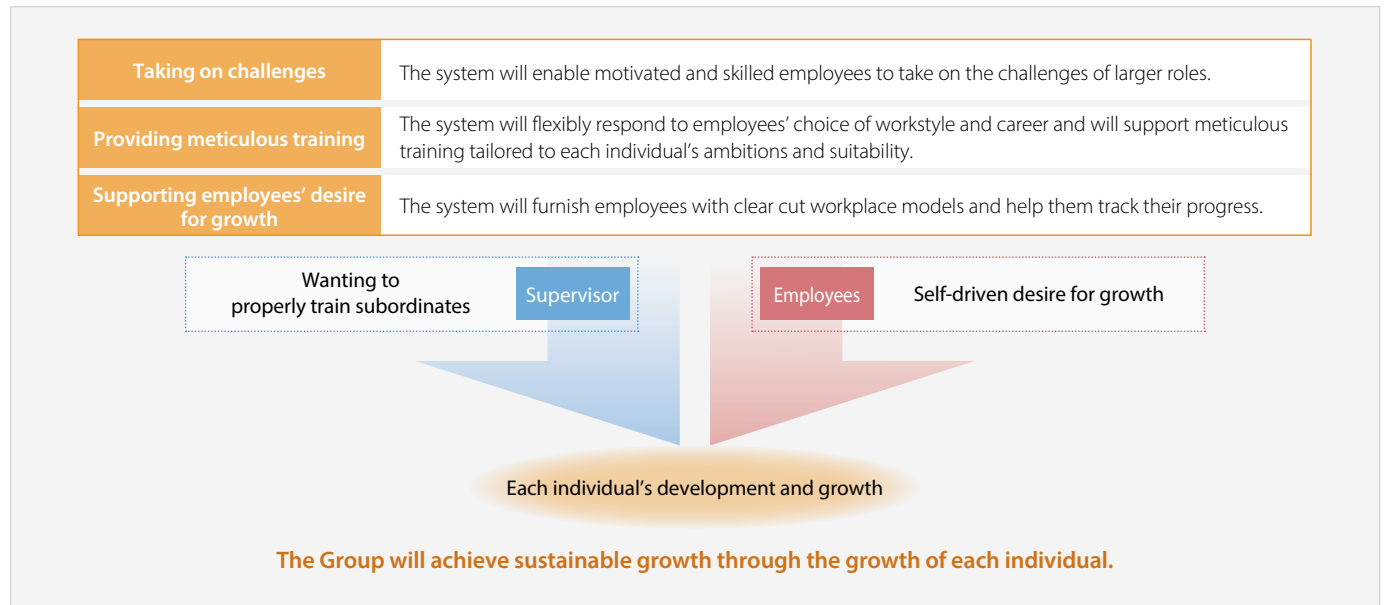 Taking on challenges
The system will enable motivated and skilled employees to take on the challenges of larger roles.
Providing meticulous training
The system will flexibly respond to employees’ choice of workstyle and career and will support meticulous
training tailored to each individual’s ambitions and suitability.
Supporting employees’ desire
for growth
The system will furnish employees with clear cut workplace models and help them track their progress.
Wanting to
properly train subordinates
Supervisor
Employees
Self-driven desire for growth
Each individual’s development and growth
The Group will achieve sustainable growth through the growth of each individual.